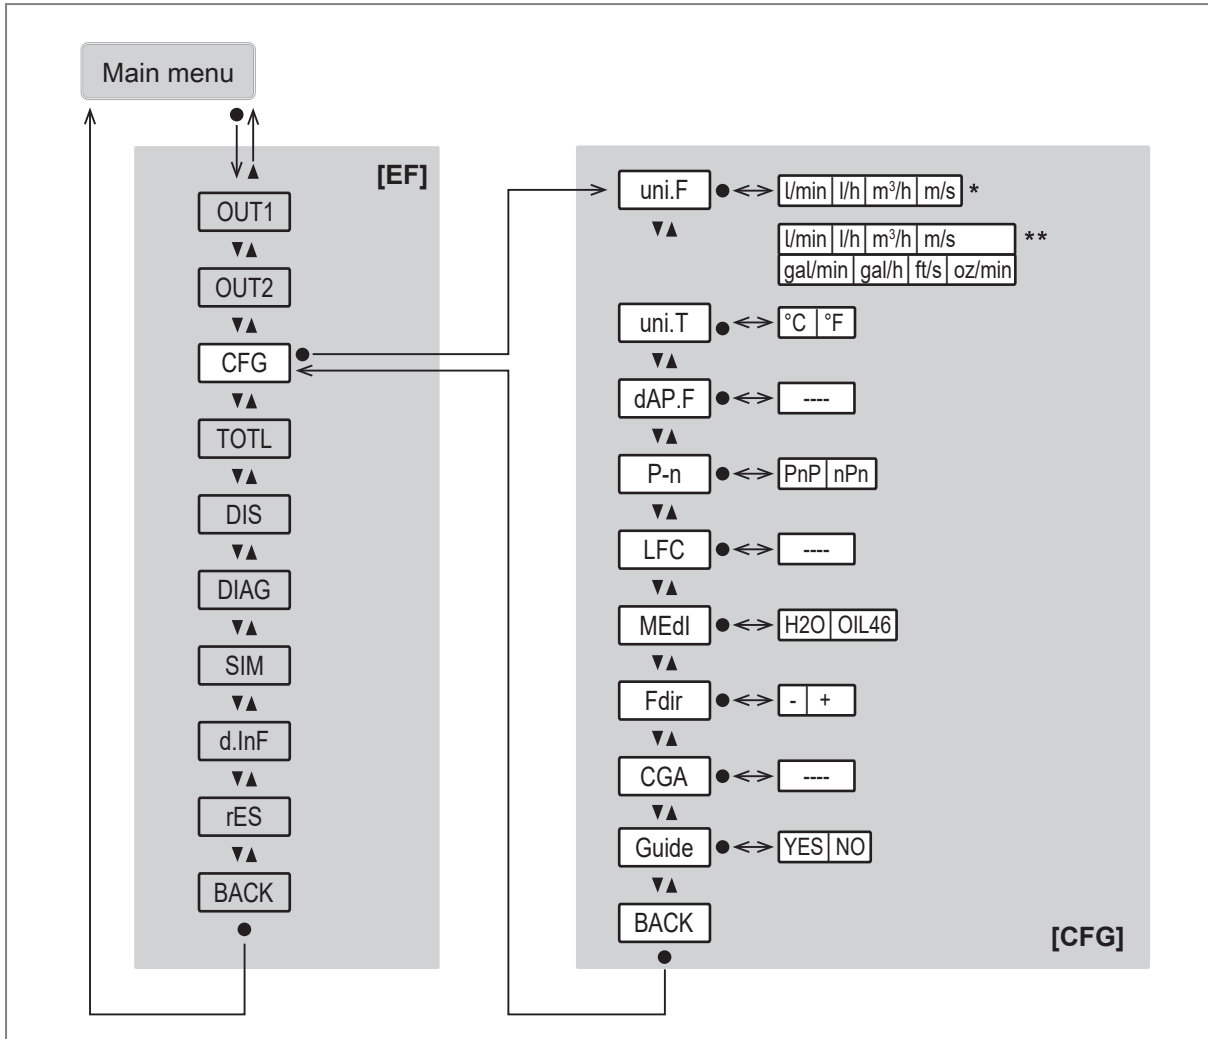 Main menu
[EF]
OUT1
OUT2
CFG
TOTL
DIS
DIAG
SIM
d.InF
rES
BACK
uni.F l/min l/h m³/h m/s *
l/min l/h m³/h m/s **
gal/min gal/h ft/s oz/min
uni.T °C °F
dAP.F ----
P-n PnP nPn
LFC ----
MEdI H2O OIL46
Fdir - +
CGA ----
Guide YES NO
BACK
[CFG]